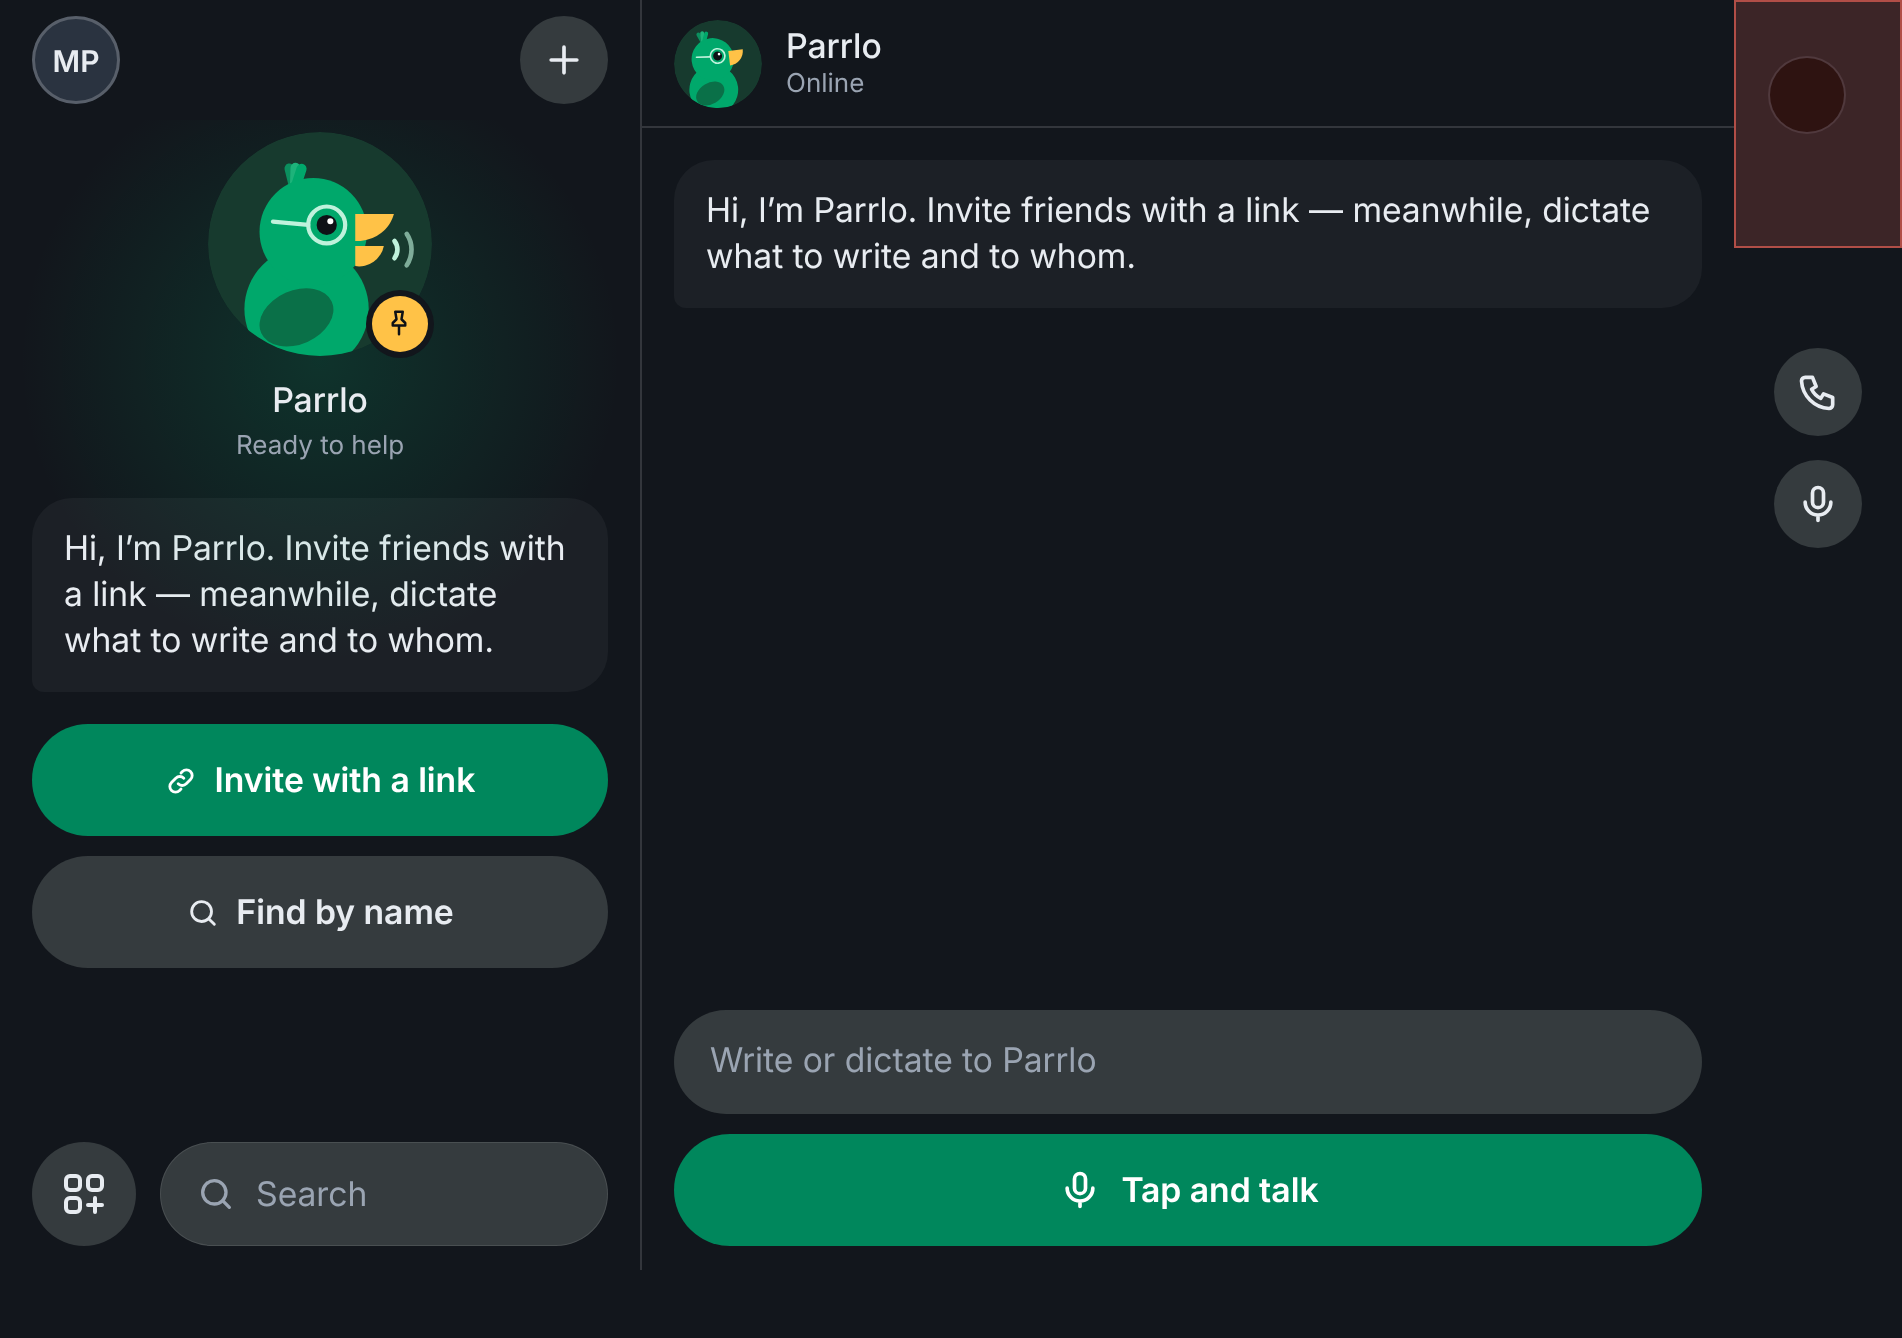 MP
Parrlo
Ready to help
Hi, I’m Parrlo. Invite friends with
a link — meanwhile, dictate
what to write and to whom.
Invite with a link
Find by name
Search
Parrlo
Online
Hi, I’m Parrlo. Invite friends with a link — meanwhile, dictate
what to write and to whom.
Write or dictate to Parrlo
Tap and talk